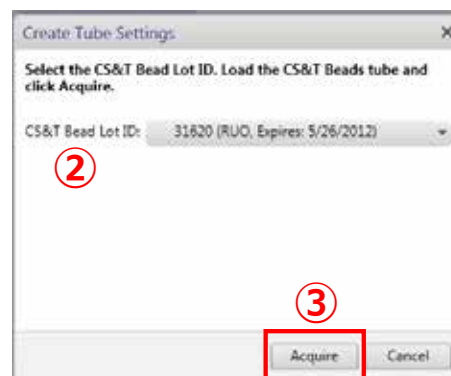 Create Tube Settings
Select the CS&T Bead Lot ID. Load the CS&T Beads tube and
click Acquire.
CS&T Bead Lot ID: 31620 (RUO, Expires: 5/26/2012)
②
③
Acquire Cancel